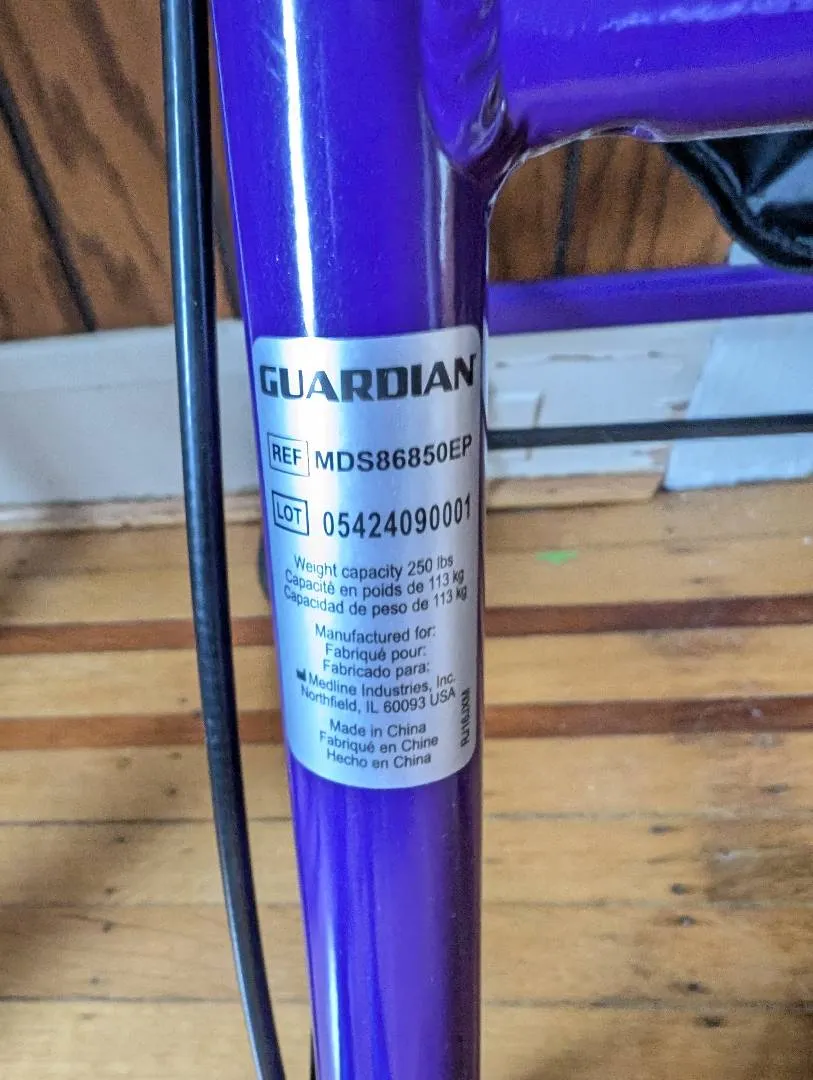 GUARDIAN
REF MDS86850EP
LOT 05424090001
Weight capacity 250 lbs
Capacité en poids de 113 kg
Capacidad de peso de 113 kg
Manufactured for:
Fabriqué pour:
Fabricado para:
Medline Industries, Inc.
Northfield, IL 60093 USA
Made in China
Fabriqué en Chine
Hecho en China
RJ16JXM